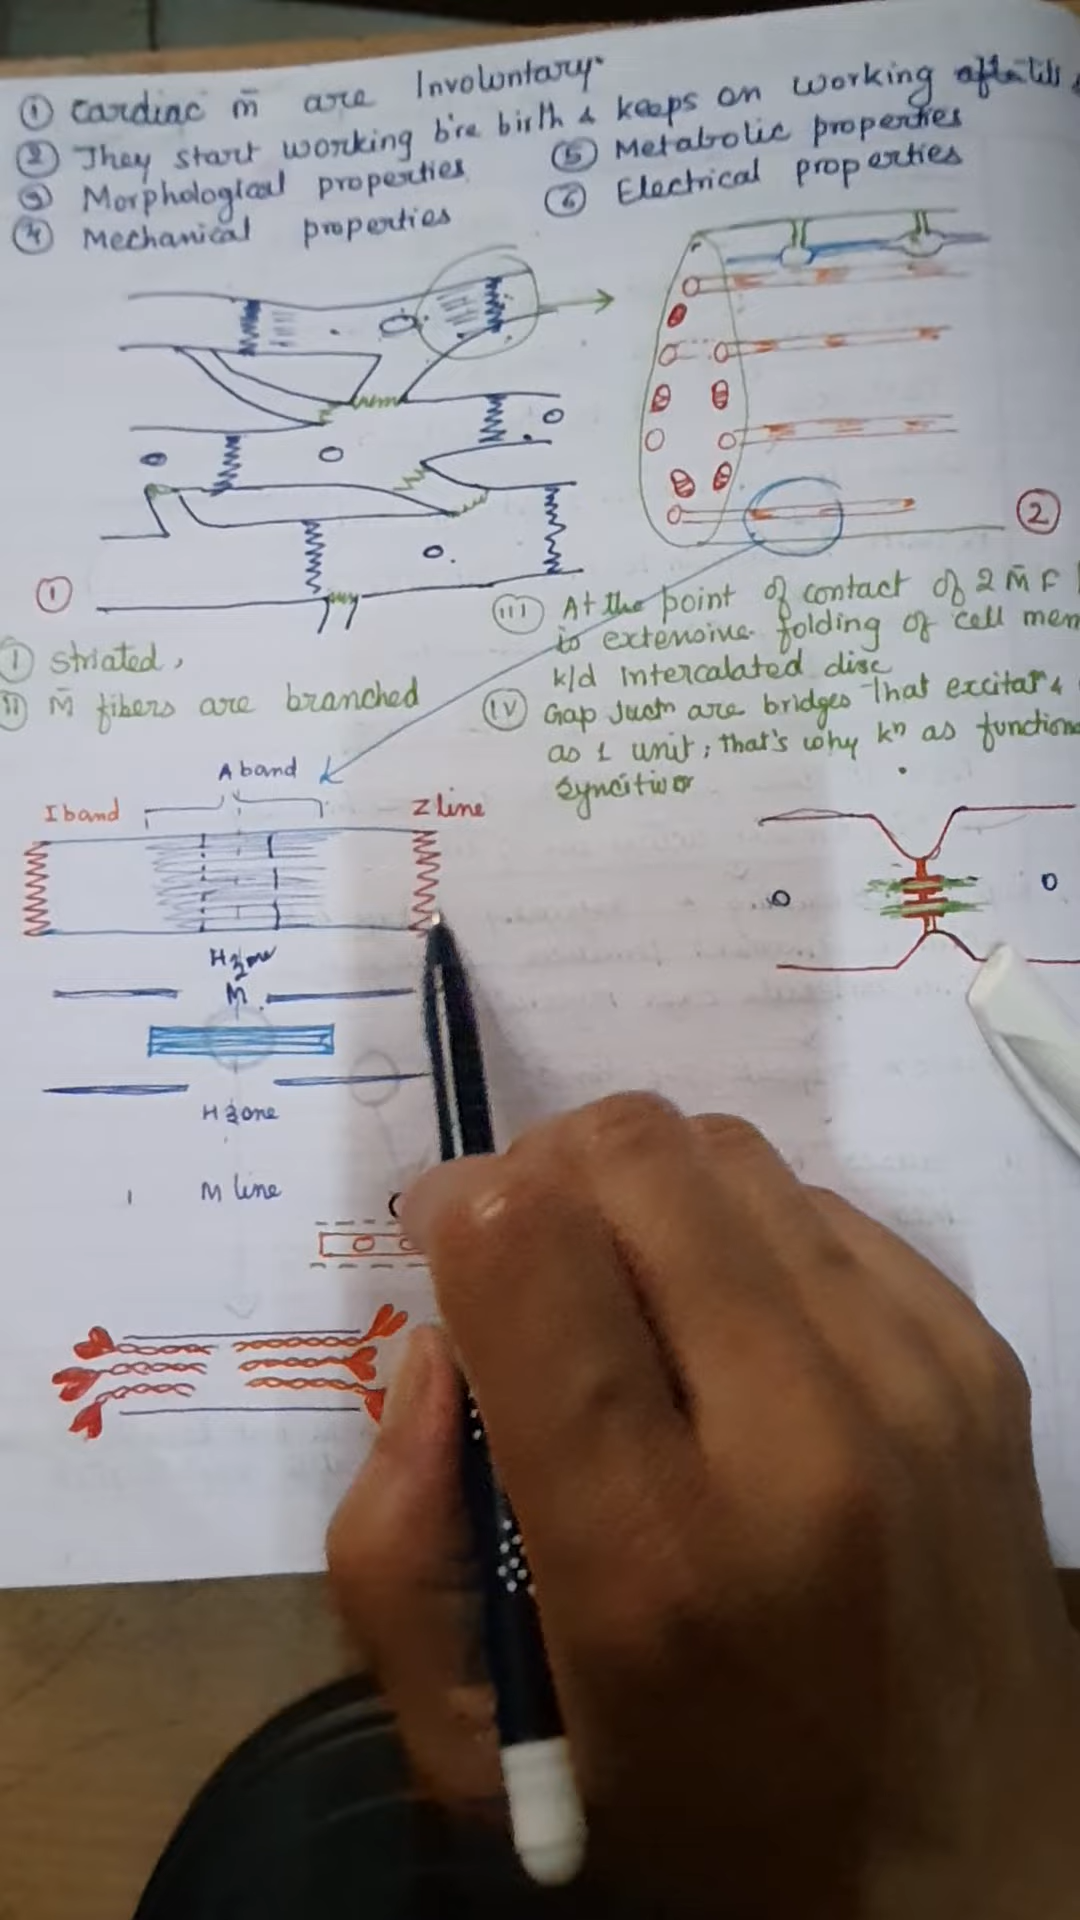 ① Cardiac m̄ are Involuntary.
② They start working b're birth & keeps on working
③ Morphological properties
④ Mechanical properties
⑤ Metabolic properties
⑥ Electrical properties
①
②
I striated,
II M̄ fibers are branched
III At the point of contact of 2 M̄ F
is extensive folding of cell mem
k/d Intercalated disc
IV Gap Junctn are bridges That excitatn &
as 1 unit; that's why kn as function
syncitium
A band
I band
Z line
H zone
M
H zone
M line